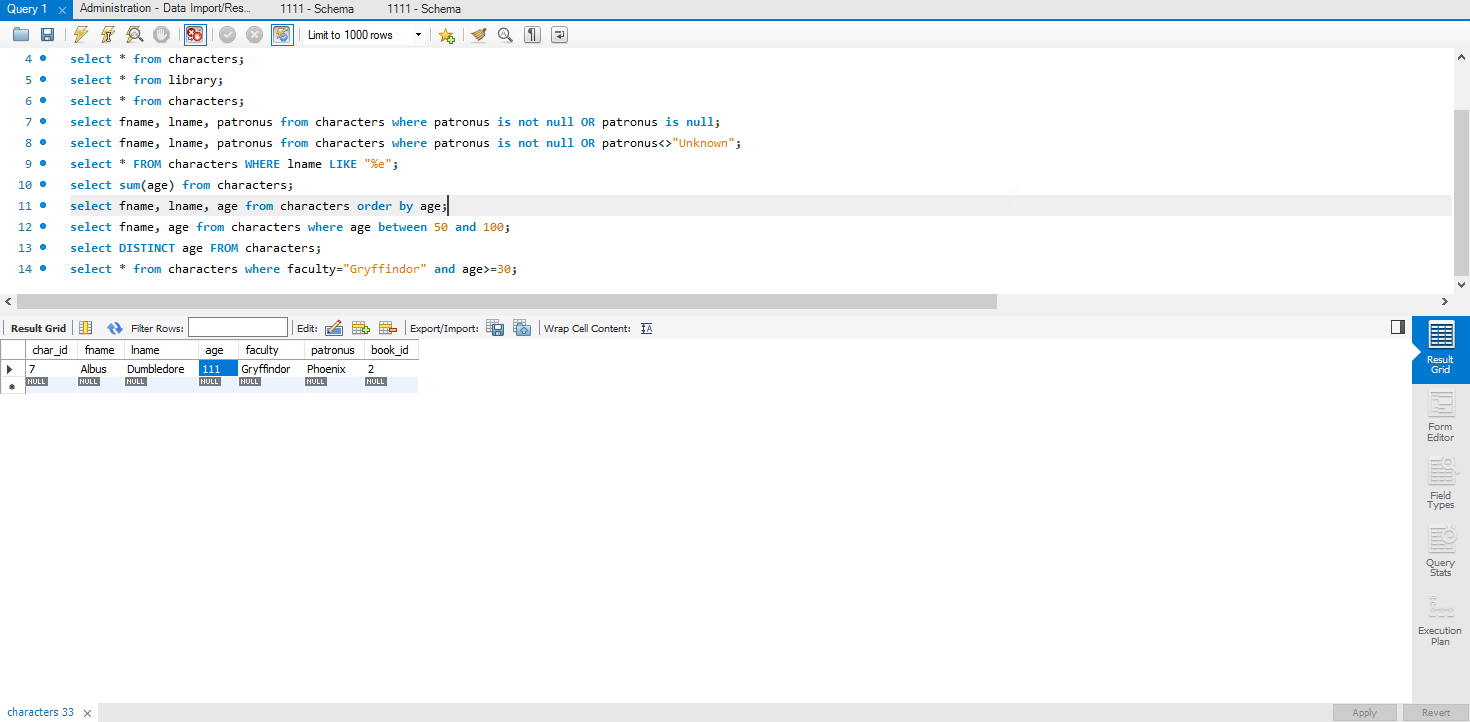 Query 1 Administration - Data Import/Res... 1111 - Schema 1111 - Schema
Limit to 1000 rows
4 select * from characters;
5 select * from library;
6 select * from characters;
7 select fname, lname, patronus from characters where patronus is not null OR patronus is null;
8 select fname, lname, patronus from characters where patronus is not null OR patronus<>"Unknown";
9 select * FROM characters WHERE lname LIKE "%e";
10 select sum(age) from characters;
11 select fname, lname, age from characters order by age;
12 select fname, age from characters where age between 50 and 100;
13 select DISTINCT age FROM characters;
14 select * from characters where faculty="Gryffindor" and age>=30;
Result Grid Filter Rows: Edit: Export/Import: Wrap Cell Content:
char_id fname lname age faculty patronus book_id
7 Albus Dumbledore 111 Gryffindor Phoenix 2
NULL NULL NULL NULL NULL NULL
Result
Grid
Form
Editor
Field
Types
Query
Stats
Execution
Plan
characters 33 Apply Revert